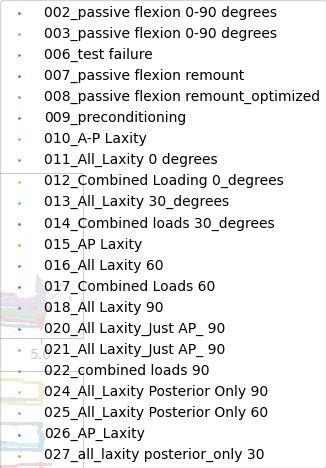 002_passive flexion 0-90 degrees
003_passive flexion 0-90 degrees
006_test failure
007_passive flexion remount
008_passive flexion remount_optimized
009_preconditioning
010_A-P Laxity
011_All_Laxity 0 degrees
012_Combined Loading 0_degrees
013_All Laxity 30_degrees
014_Combined loads 30_degrees
015_AP Laxity
016_All Laxity 60
017_Combined Loads 60
018_All Laxity 90
020_All Laxity_Just AP_ 90
021_All Laxity_Just AP_ 90
5.0
022_combined loads 90
024_All_Laxity Posterior Only 90
025_All_Laxity Posterior Only 60
026_AP_Laxity
027_all_laxity posterior_only 30